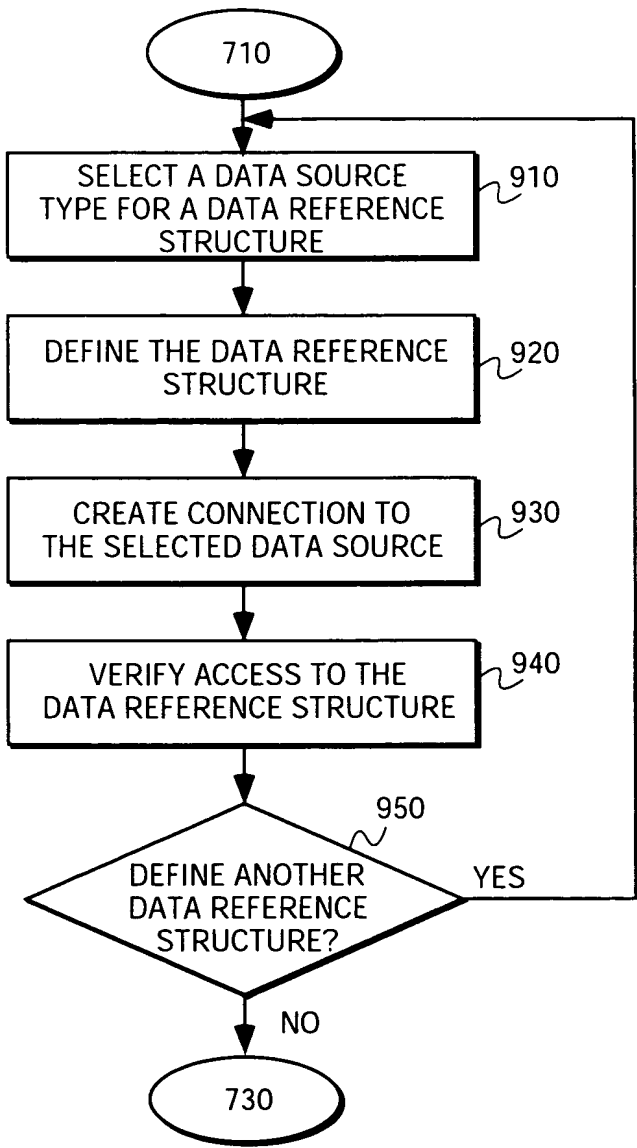 710
SELECT A DATA SOURCE
TYPE FOR A DATA REFERENCE
STRUCTURE
910
DEFINE THE DATA REFERENCE
STRUCTURE
920
CREATE CONNECTION TO
THE SELECTED DATA SOURCE
930
VERIFY ACCESS TO THE
DATA REFERENCE STRUCTURE
940
950
DEFINE ANOTHER
DATA REFERENCE
STRUCTURE?
YES
NO
730